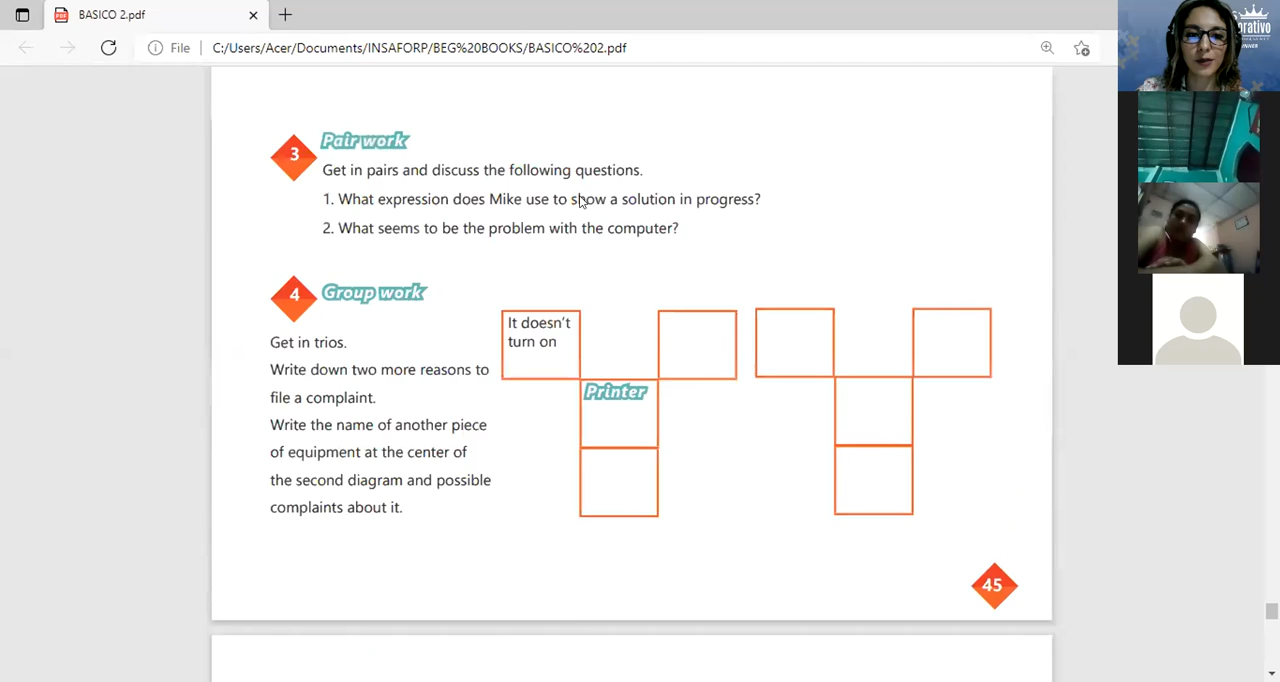 BASICO 2.pdf
File
C:/Users/Acer/Documents/INSAFORP/BEG%20BOOKS/BASICO%202.pdf
3
Pair work
Get in pairs and discuss the following questions.
1. What expression does Mike use to show a solution in progress?
2. What seems to be the problem with the computer?
4
Group work
Get in trios.
Write down two more reasons to
file a complaint.
Write the name of another piece
of equipment at the center of
the second diagram and possible
complaints about it.
It doesn't
turn on
Printer
45